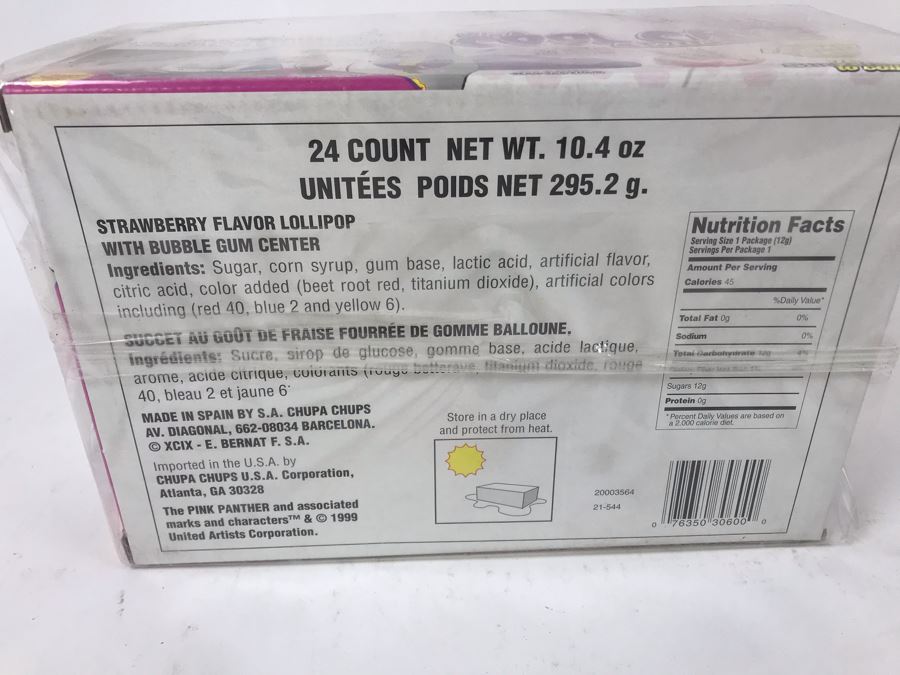 24 COUNT NET WT. 10.4 oz
UNITÉES POIDS NET 295.2 g.
STRAWBERRY FLAVOR LOLLIPOP
WITH BUBBLE GUM CENTER
Ingredients: Sugar, corn syrup, gum base, lactic acid, artificial flavor,
citric acid, color added (beet root red, titanium dioxide), artificial colors
including (red 40, blue 2 and yellow 6).
SUCCET AU GOÛT DE FRAISE FOURRÉE DE GOMME BALLOUNE.
Ingrédients: Sucre, sirop de glucose, gomme base, acide lactique,
arome, acide citrique, colorants (rouge betterave, titanium dioxide, rouge
40, bleau 2 et jaune 6
MADE IN SPAIN BY S.A. CHUPA CHUPS
AV. DIAGONAL, 662-08034 BARCELONA.
© XCIX - E. BERNAT F. S.A.
Imported in the U.S.A. by
CHUPA CHUPS U.S.A. Corporation,
Atlanta, GA 30328
The PINK PANTHER and associated
marks and characters™ & © 1999
United Artists Corporation.
Store in a dry place
and protect from heat.
20003564
21-544
Nutrition Facts
Serving Size 1 Package (12g)
Servings Per Package 1
Amount Per Serving
Calories 45
%Daily Value*
Total Fat 0g 0%
Sodium 0%
Total Carbohydrate 12g 4%
Sugars 12g
Protein 0g
*Percent Daily Values are based on
a 2,000 calorie diet.
0 76350 30600 0